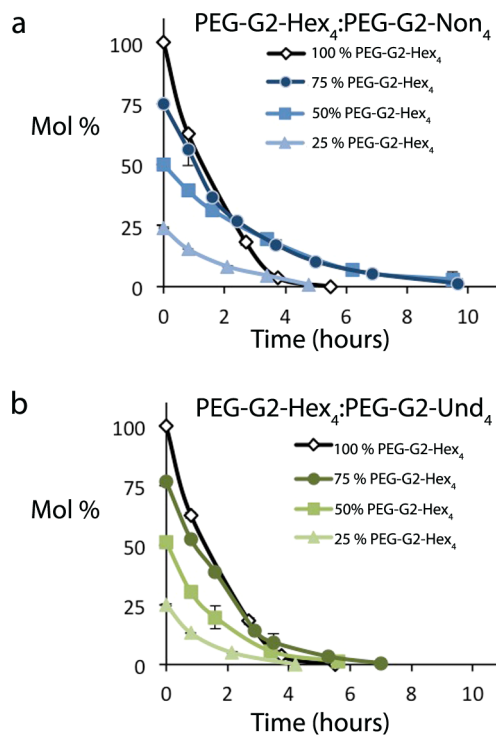 a
PEG-G2-Hex₄:PEG-G2-Non₄
100 % PEG-G2-Hex₄
75 % PEG-G2-Hex₄
50% PEG-G2-Hex₄
25 % PEG-G2-Hex₄
Mol %
100
75
50
25
0
0 2 4 6 8 10
Time (hours)
b
PEG-G2-Hex₄:PEG-G2-Und₄
100 % PEG-G2-Hex₄
75 % PEG-G2-Hex₄
50% PEG-G2-Hex₄
25 % PEG-G2-Hex₄
Mol %
100
75
50
25
0
0 2 4 6 8 10
Time (hours)